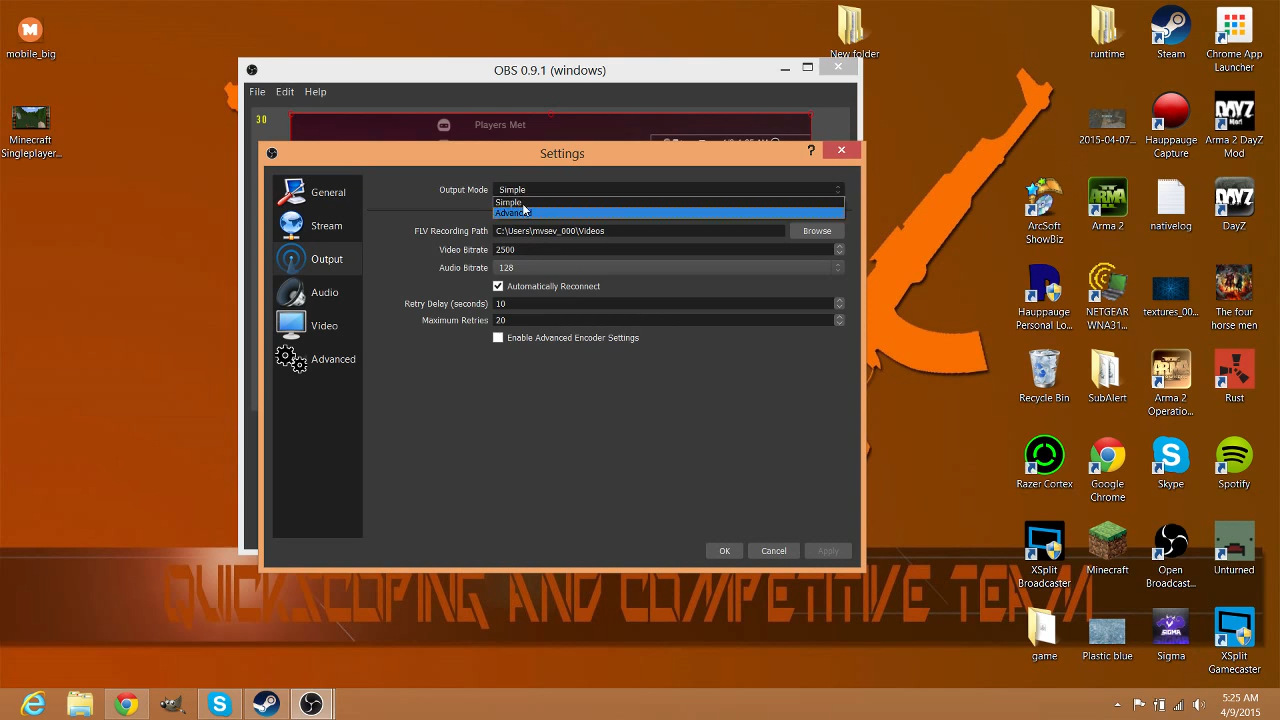 mobile_big
Minecraft
Singleplayer...
New folder
runtime
Steam
Chrome App
Launcher
2015-04-07...
Hauppauge
Capture
Arma 2 DayZ
Mod
ArcSoft
ShowBiz
Arma 2
nativelog
DayZ
Hauppauge
Personal Lo...
NETGEAR
WNA31...
textures_00...
The four
horse men
Recycle Bin
SubAlert
Arma 2
Operatio...
Rust
Razer Cortex
Google
Chrome
Skype
Spotify
XSplit
Broadcaster
Minecraft
Open
Broadcast...
Unturned
game
Plastic blue
Sigma
XSplit
Gamecaster
OBS 0.9.1 (windows)
File Edit Help
30
Players Met
Settings
?
General
Stream
Output
Audio
Video
Advanced
Output Mode Simple
Simple
Advanced
FLV Recording Path C:\Users\mvsev_000\Videos Browse
Video Bitrate 2500
Audio Bitrate 128
Automatically Reconnect
Retry Delay (seconds) 10
Maximum Retries 20
Enable Advanced Encoder Settings
OK Cancel Apply
QUICKSCOPING AND COMPETITIVE TEAM
5:25 AM
4/9/2015